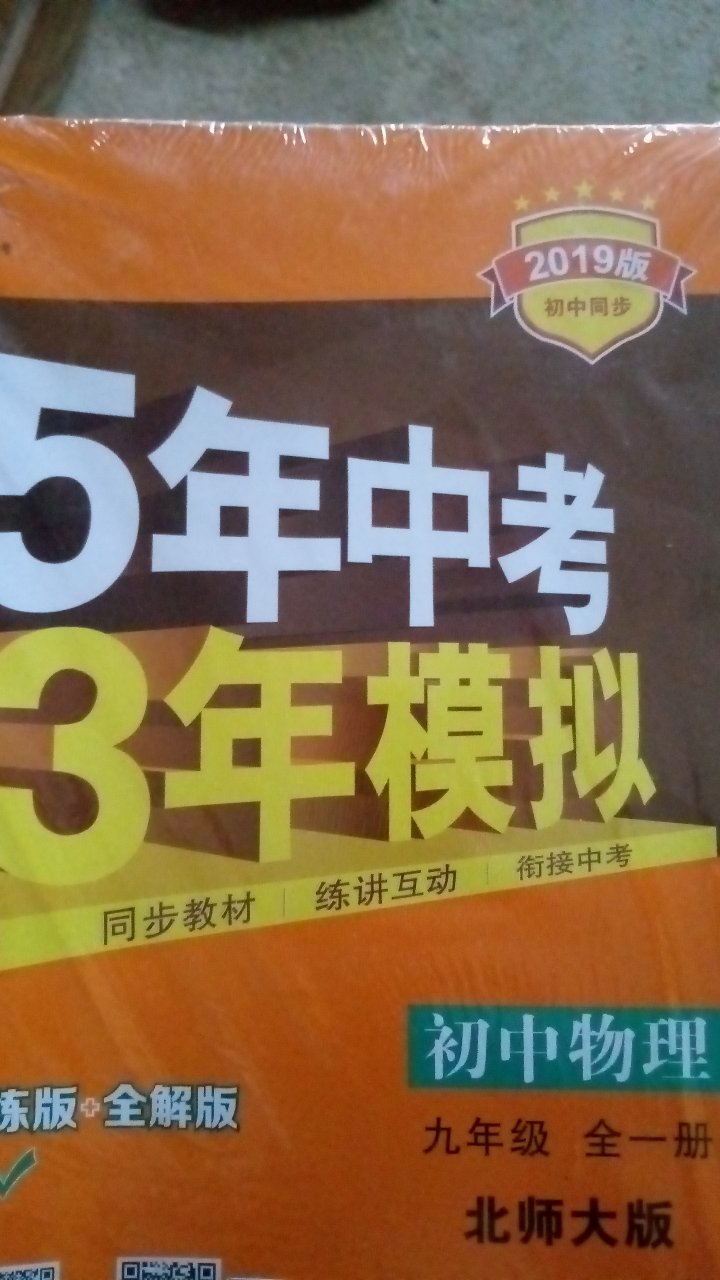 2019版
初中同步
5年中考
3年模拟
同步教材 | 练讲互动 | 衔接中考
初中物理
练版+全解版
九年级 全一册
北师大版